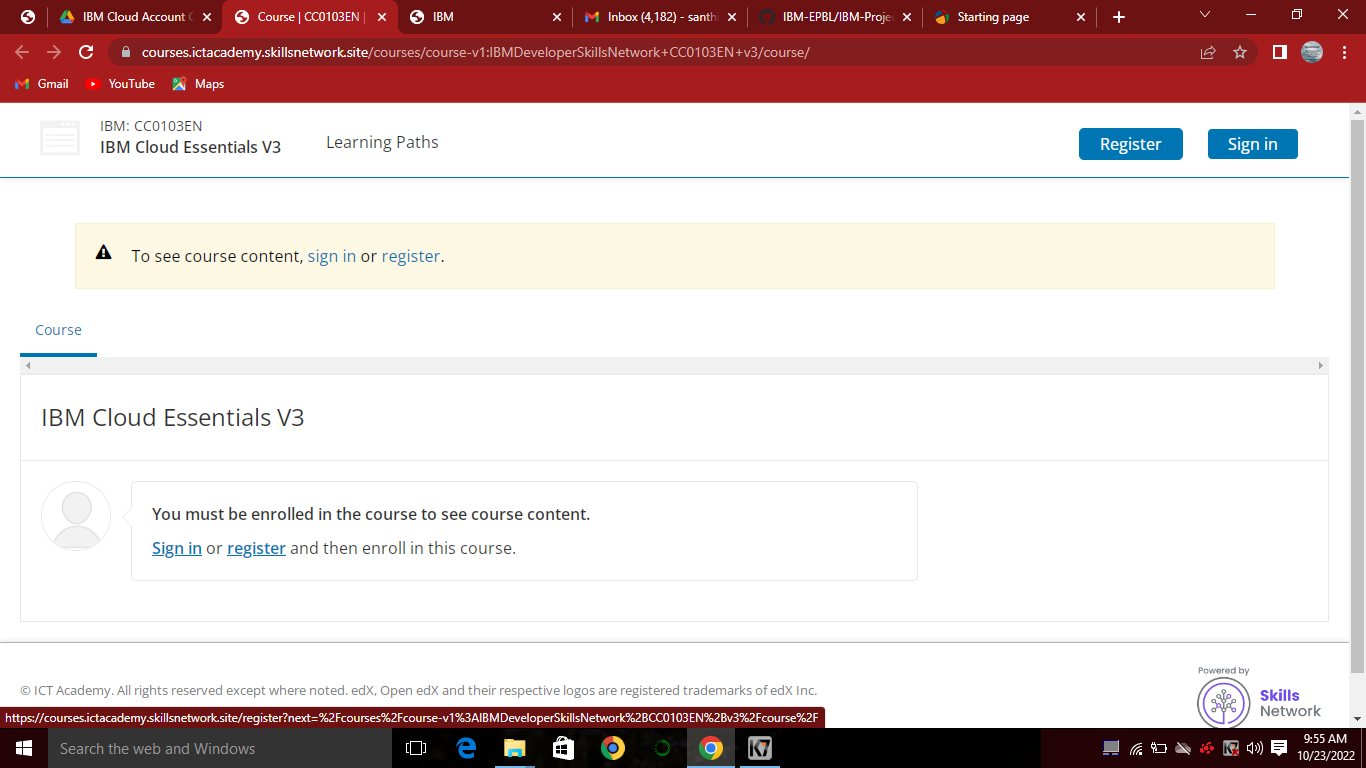 IBM Cloud Account C
Course | CC0103EN |
IBM
Inbox (4,182) - santh
IBM-EPBL/IBM-Proje
Starting page
courses.ictacademy.skillsnetwork.site/courses/course-v1:IBMDeveloperSkillsNetwork+CC0103EN+v3/course/
Gmail
YouTube
Maps
IBM: CC0103EN
IBM Cloud Essentials V3
Learning Paths
Register
Sign in
To see course content, sign in or register.
Course
IBM Cloud Essentials V3
You must be enrolled in the course to see course content.
Sign in or register and then enroll in this course.
Powered by
Skills
Network
© ICT Academy. All rights reserved except where noted. edX, Open edX and their respective logos are registered trademarks of edX Inc.
https://courses.ictacademy.skillsnetwork.site/register?next=%2Fcourses%2Fcourse-v1%3AIBMDeveloperSkillsNetwork%2BCC0103EN%2Bv3%2Fcourse%2F
Search the web and Windows
9:55 AM
10/23/2022